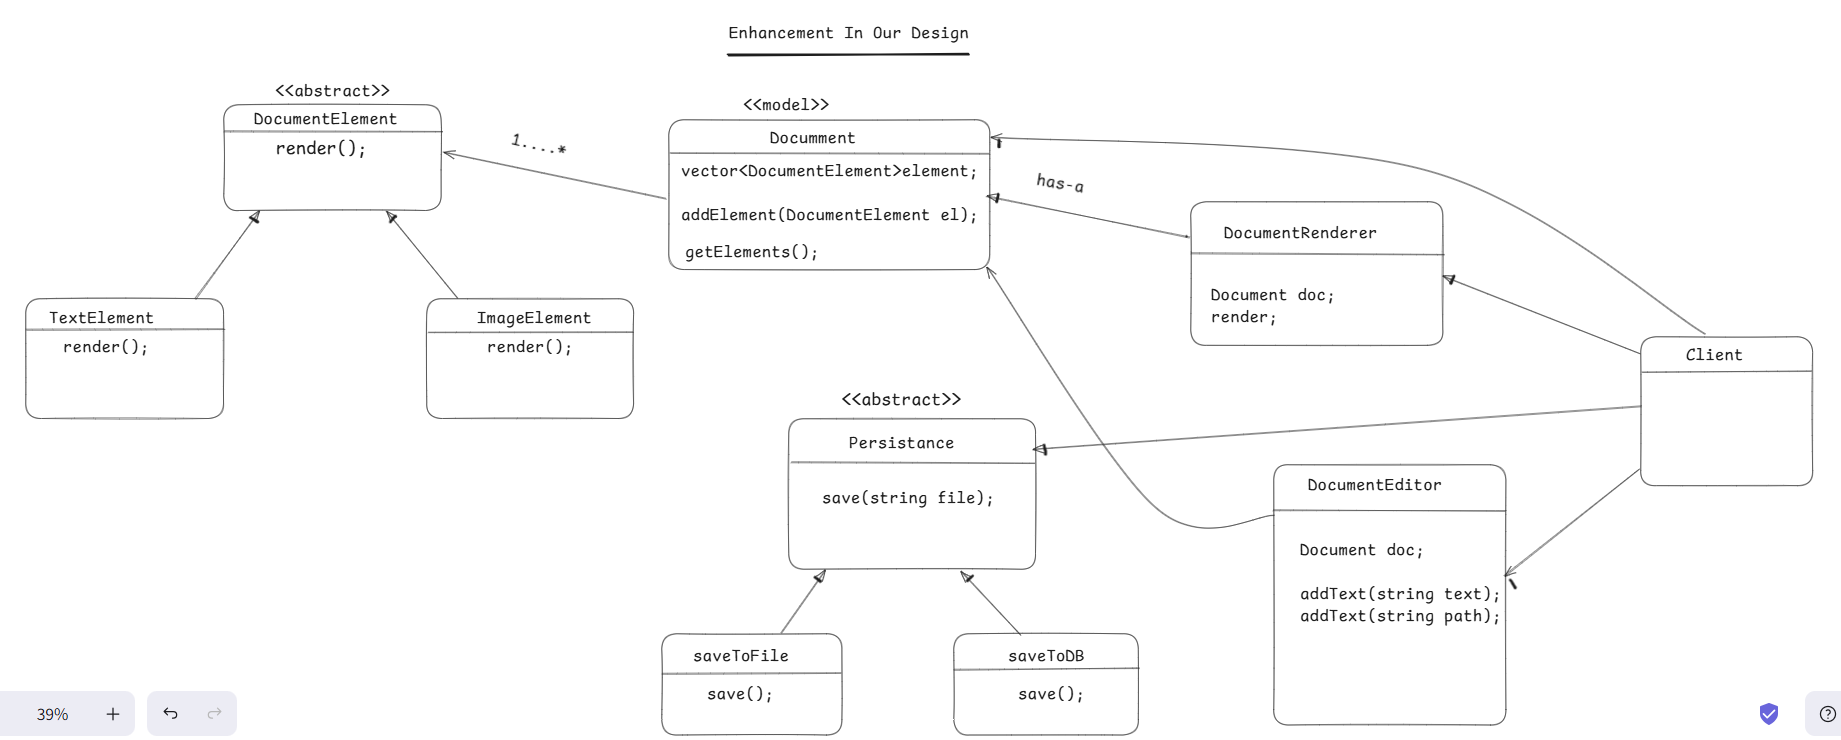 Enhancement In Our Design
<<abstract>>
DocumentElement
render();
1....*
<<model>>
Documment
vector<DocumentElement>element;
addElement(DocumentElement el);
getElements();
has-a
DocumentRenderer
Document doc;
render;
TextElement
render();
ImageElement
render();
Client
<<abstract>>
Persistance
save(string file);
DocumentEditor
Document doc;
addText(string text);
addText(string path);
saveToFile
save();
saveToDB
save();
39%